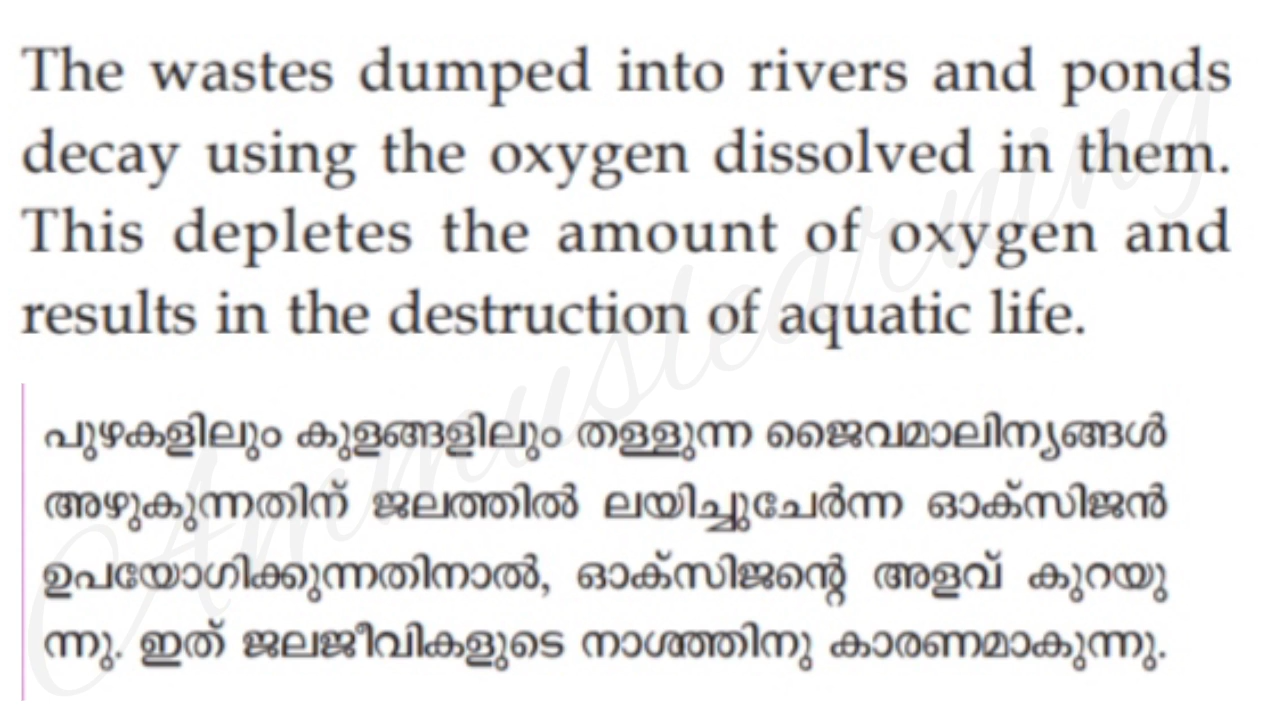 The wastes dumped into rivers and ponds
decay using the oxygen dissolved in them.
This depletes the amount of oxygen and
results in the destruction of aquatic life.
പുഴകളിലും കുളങ്ങളിലും തള്ളുന്ന ജൈവമാലിന്യങ്ങൾ
അഴുകുന്നതിന് ജലത്തിൽ ലയിച്ചുചേർന്ന ഓക്സിജൻ
ഉപയോഗിക്കുന്നതിനാൽ, ഓക്സിജന്റെ അളവ് കുറയു
ന്നു. ഇത് ജലജീവികളുടെ നാശത്തിനു കാരണമാകുന്നു.
Ammuslearning